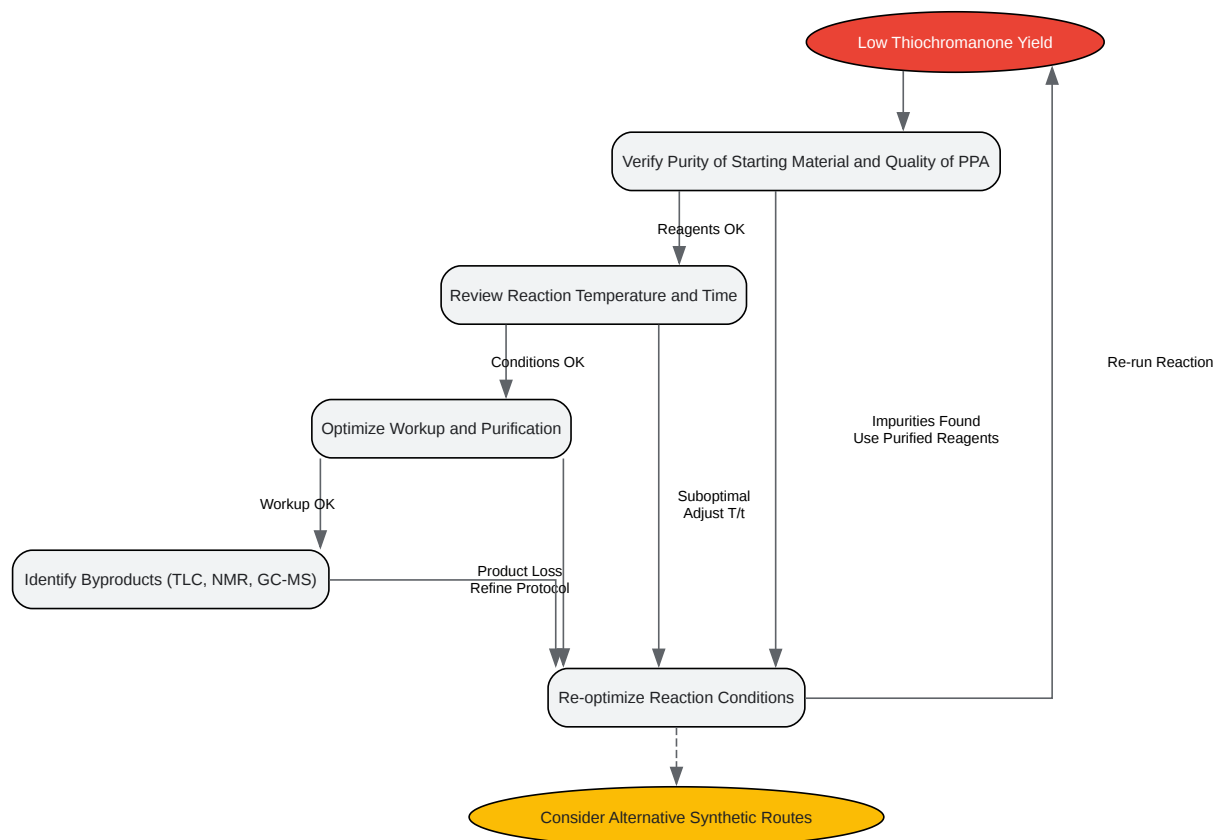 Low Thiochromanone Yield
Verify Purity of Starting Material and Quality of PPA
Reagents OK
Review Reaction Temperature and Time
Conditions OK
Re-run Reaction
Optimize Workup and Purification
Impurities Found
Use Purified Reagents
Workup OK
Suboptimal
Adjust T/t
Identify Byproducts (TLC, NMR, GC-MS)
Product Loss
Refine Protocol
Re-optimize Reaction Conditions
Consider Alternative Synthetic Routes